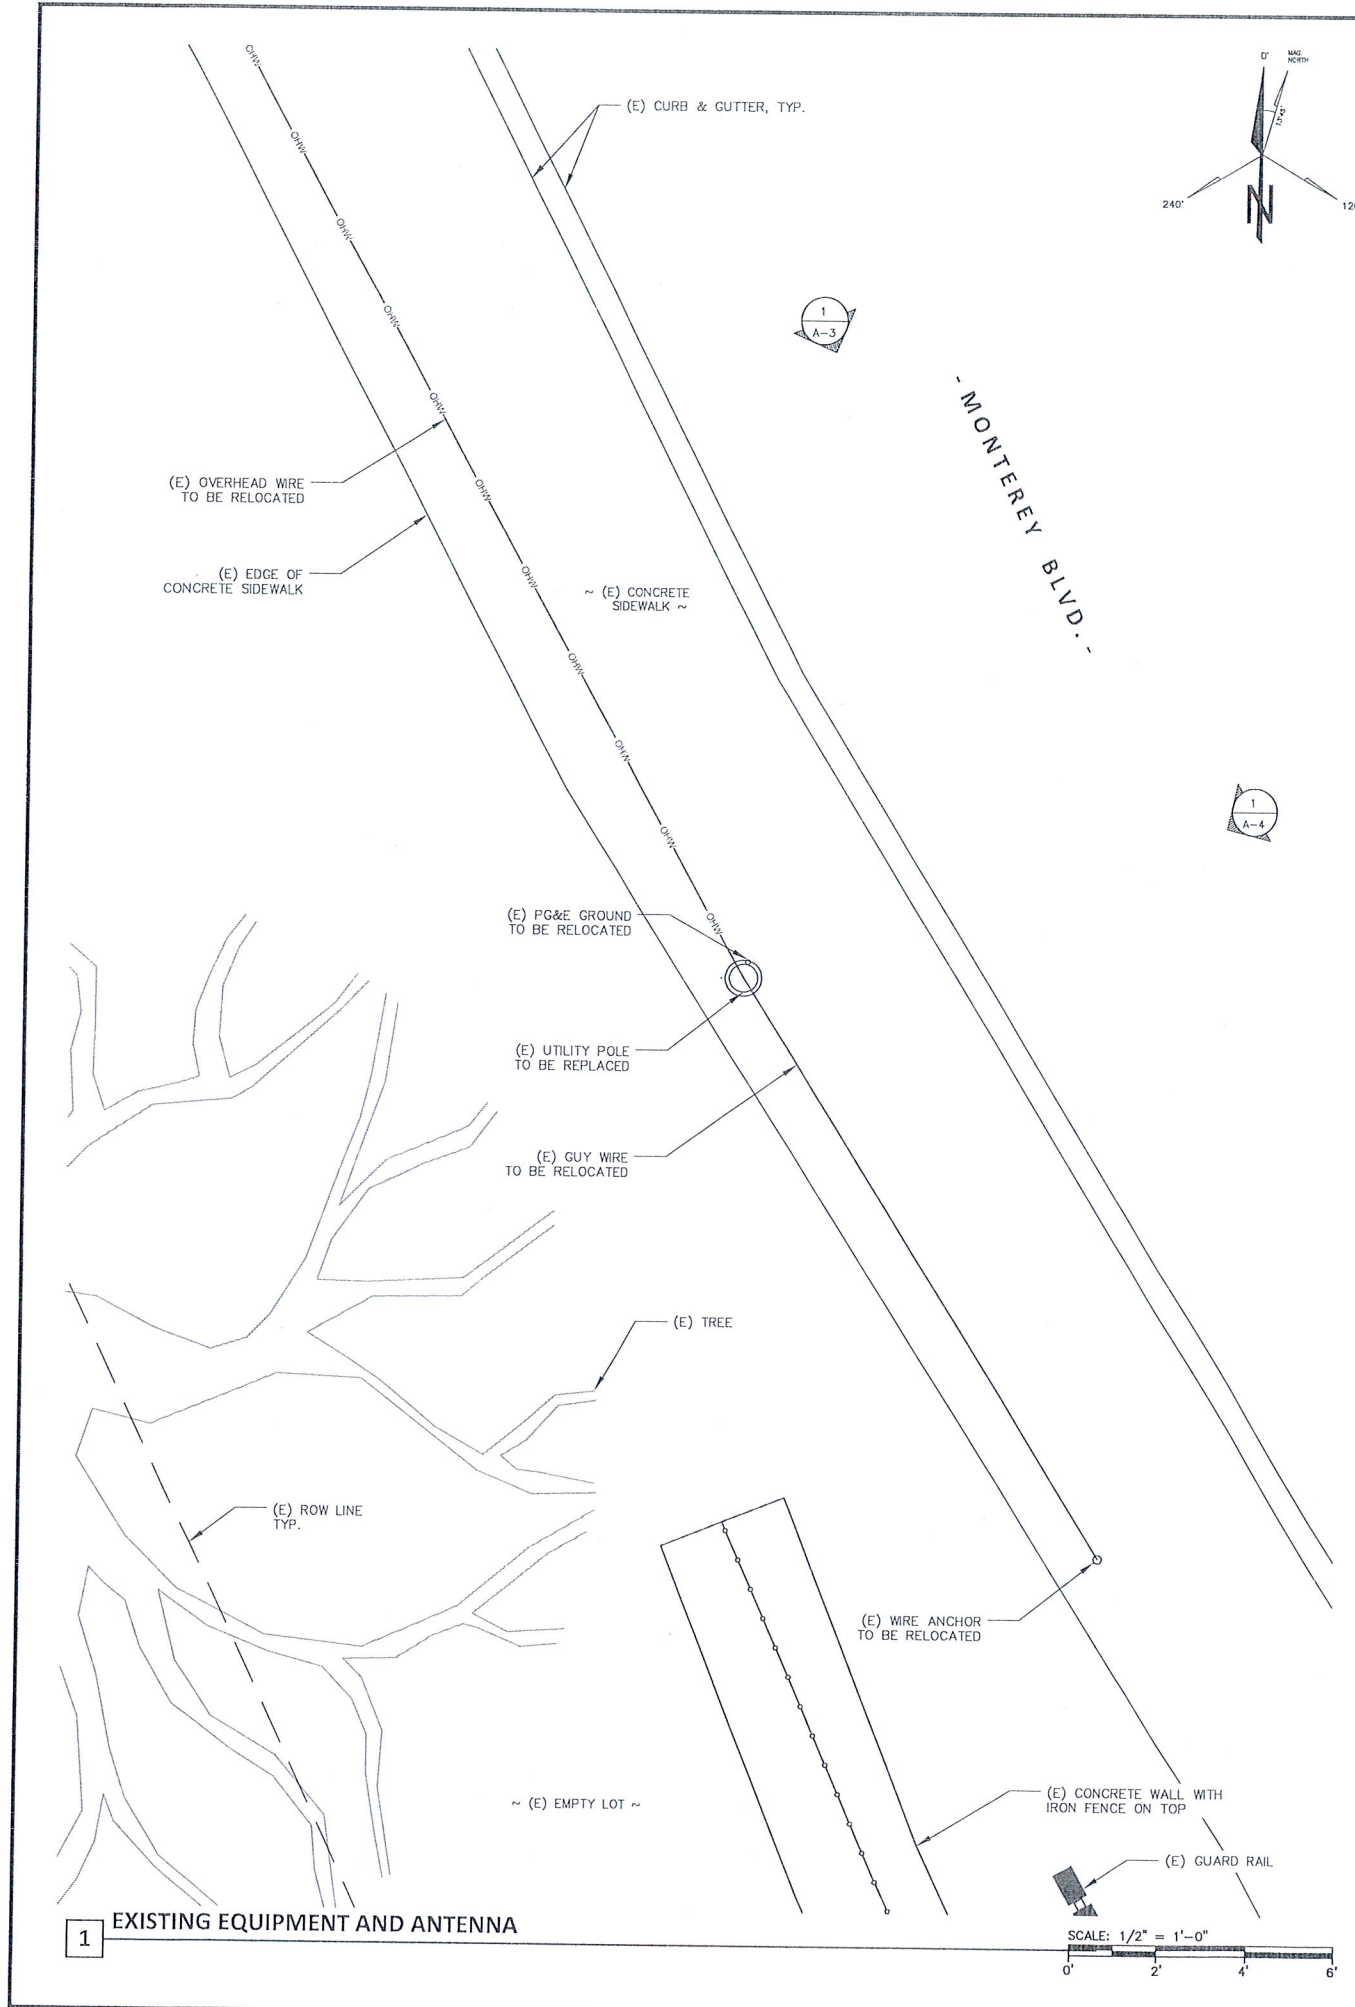 0°
MAG.
NORTH
13°45'
240°
N
(E) CURB & GUTTER, TYP.
1
A-3
- MONTEREY BLVD. -
OHW
OHW
OHW
OHW
OHW
(E) OVERHEAD WIRE
TO BE RELOCATED
OHW
(E) EDGE OF
CONCRETE SIDEWALK
OHW
~ (E) CONCRETE
SIDEWALK ~
OHW
OHW
OHW
1
A-4
(E) PG&E GROUND
TO BE RELOCATED
OHW
(E) UTILITY POLE
TO BE REPLACED
(E) GUY WIRE
TO BE RELOCATED
(E) TREE
(E) ROW LINE
TYP.
(E) WIRE ANCHOR
TO BE RELOCATED
~ (E) EMPTY LOT ~
(E) CONCRETE WALL WITH
IRON FENCE ON TOP
(E) GUARD RAIL
1 EXISTING EQUIPMENT AND ANTENNA
SCALE: 1/2" = 1'-0"
0' 2' 4' 6'